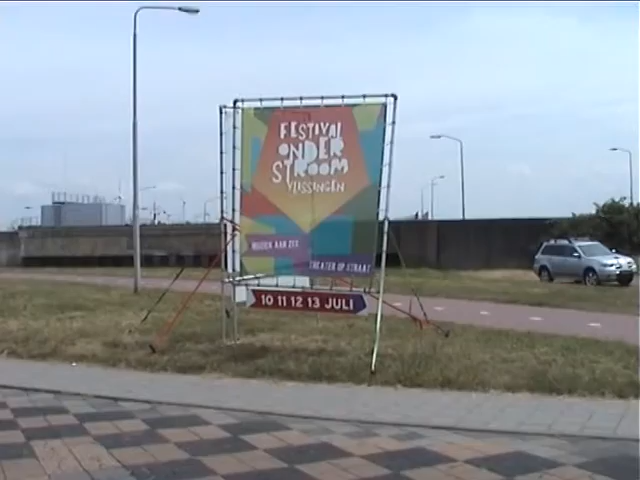 FESTIVAL
ONDER
STROOM
VLISSINGEN
MUZIEK AAN ZEE
THEATER OP STRAAT
10 11 12 13 JULI